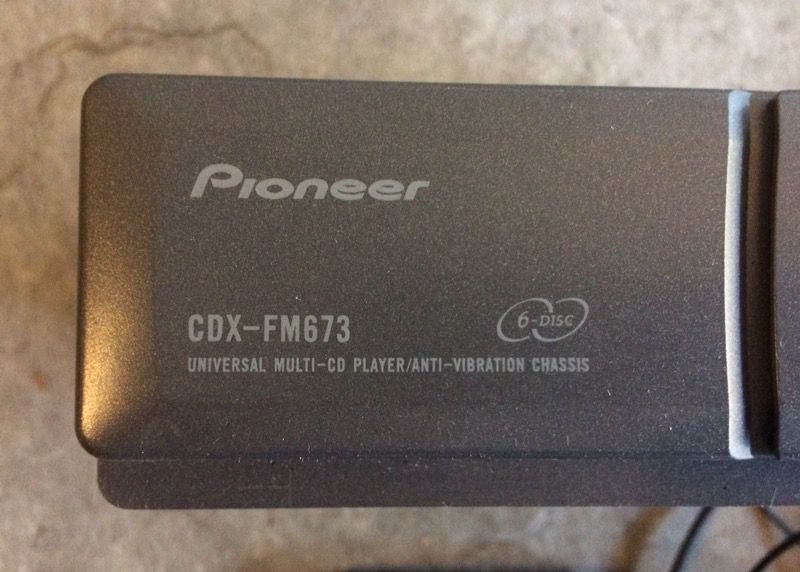 Pioneer
CDX-FM673
6-DISC
UNIVERSAL MULTI-CD PLAYER/ANTI-VIBRATION CHASSIS